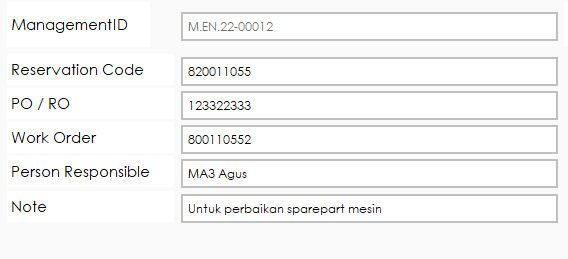 ManagementID M.EN.22-00012
Reservation Code 820011055
PO / RO 123322333
Work Order 800110552
Person Responsible MA3 Agus
Note Untuk perbaikan sparepart mesin